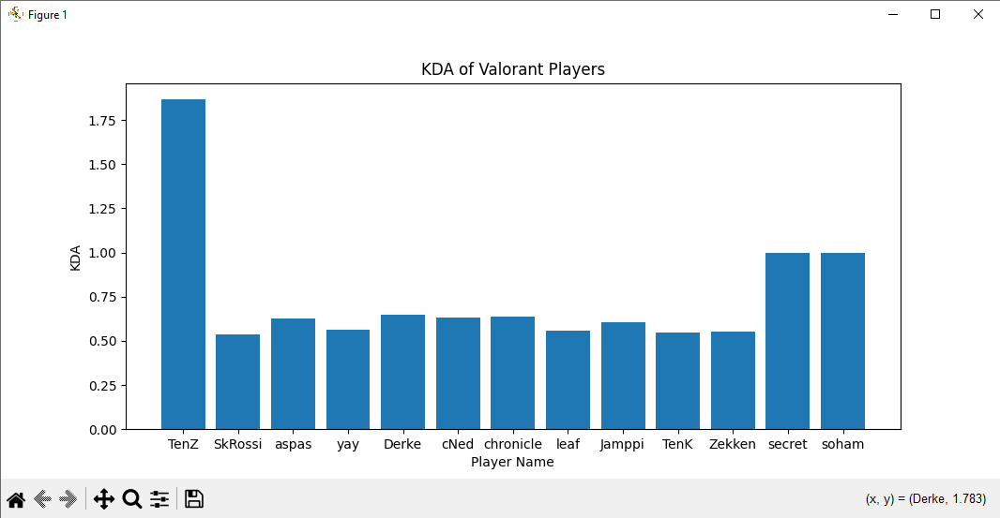 Figure 1
KDA of Valorant Players
1.75
1.50
1.25
1.00
0.75
0.50
0.25
0.00
KDA
TenZ SkRossi aspas yay Derke cNed chronicle leaf Jamppi TenK Zekken secret soham
Player Name
(x, y) = (Derke, 1.783)